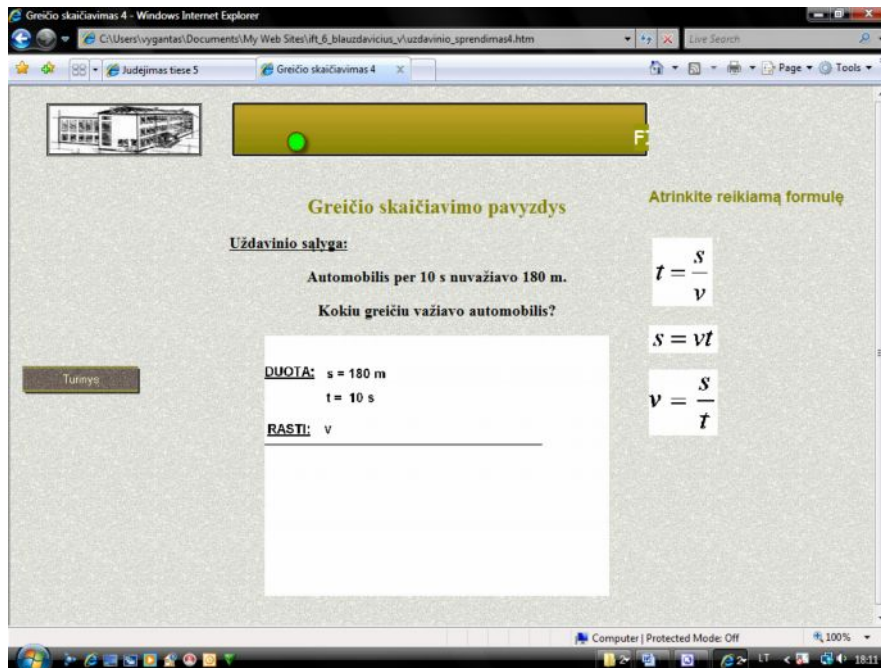 Greičio skaičiavimas 4 - Windows Internet Explorer
C:\Users\vygantas\Documents\My Web Sites\ift_6_blauzdavicius_v\uzdavinio_sprendimas4.htm
Live Search
Judėjimas tiese 5
Greičio skaičiavimas 4
Page
Tools
Greičio skaičiavimo pavyzdys
Atrinkite reikiamą formulę
Uždavinio sąlyga:
Automobilis per 10 s nuvažiavo 180 m.
Kokiu greičiu važiavo automobilis?
t = s/v
s = vt
v = s/t
Turinys
DUOTA: s = 180 m
t = 10 s
RASTI: v
Computer | Protected Mode: Off
100%
LT
18:11